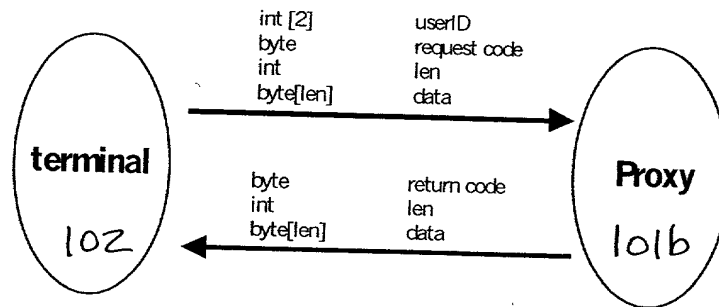 int [2] userID
byte request code
int len
byte[len] data
terminal
102
Proxy
101b
byte return code
int len
byte[len] data